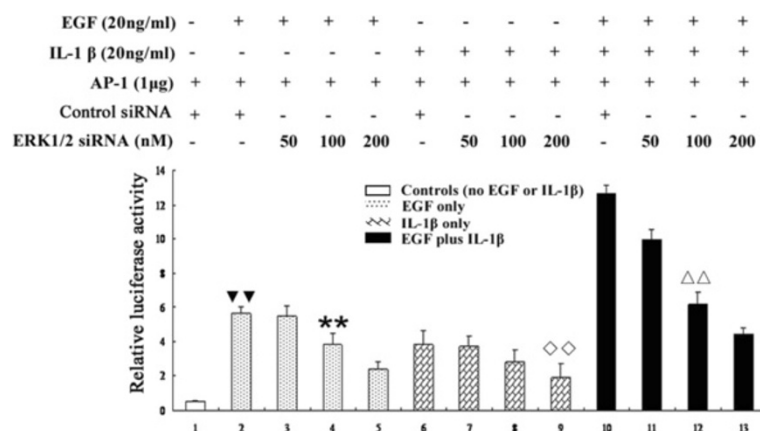 EGF (20ng/ml) - + + + + - - - - + + + +
IL-1 β (20ng/ml) - - - - - + + + + + + + +
AP-1 (1μg) + + + + + + + + + + + + +
Control siRNA + + - - - + - - - + - - -
ERK1/2 siRNA (nM) - - 50 100 200 - 50 100 200 - 50 100 200
14
12
10
8
6
4
2
0
Relative luciferase activity
Controls (no EGF or IL-1β)
EGF only
IL-1β only
EGF plus IL-1β
▼▼
**
◇◇
△△
1 2 3 4 5 6 7 8 9 10 11 12 13